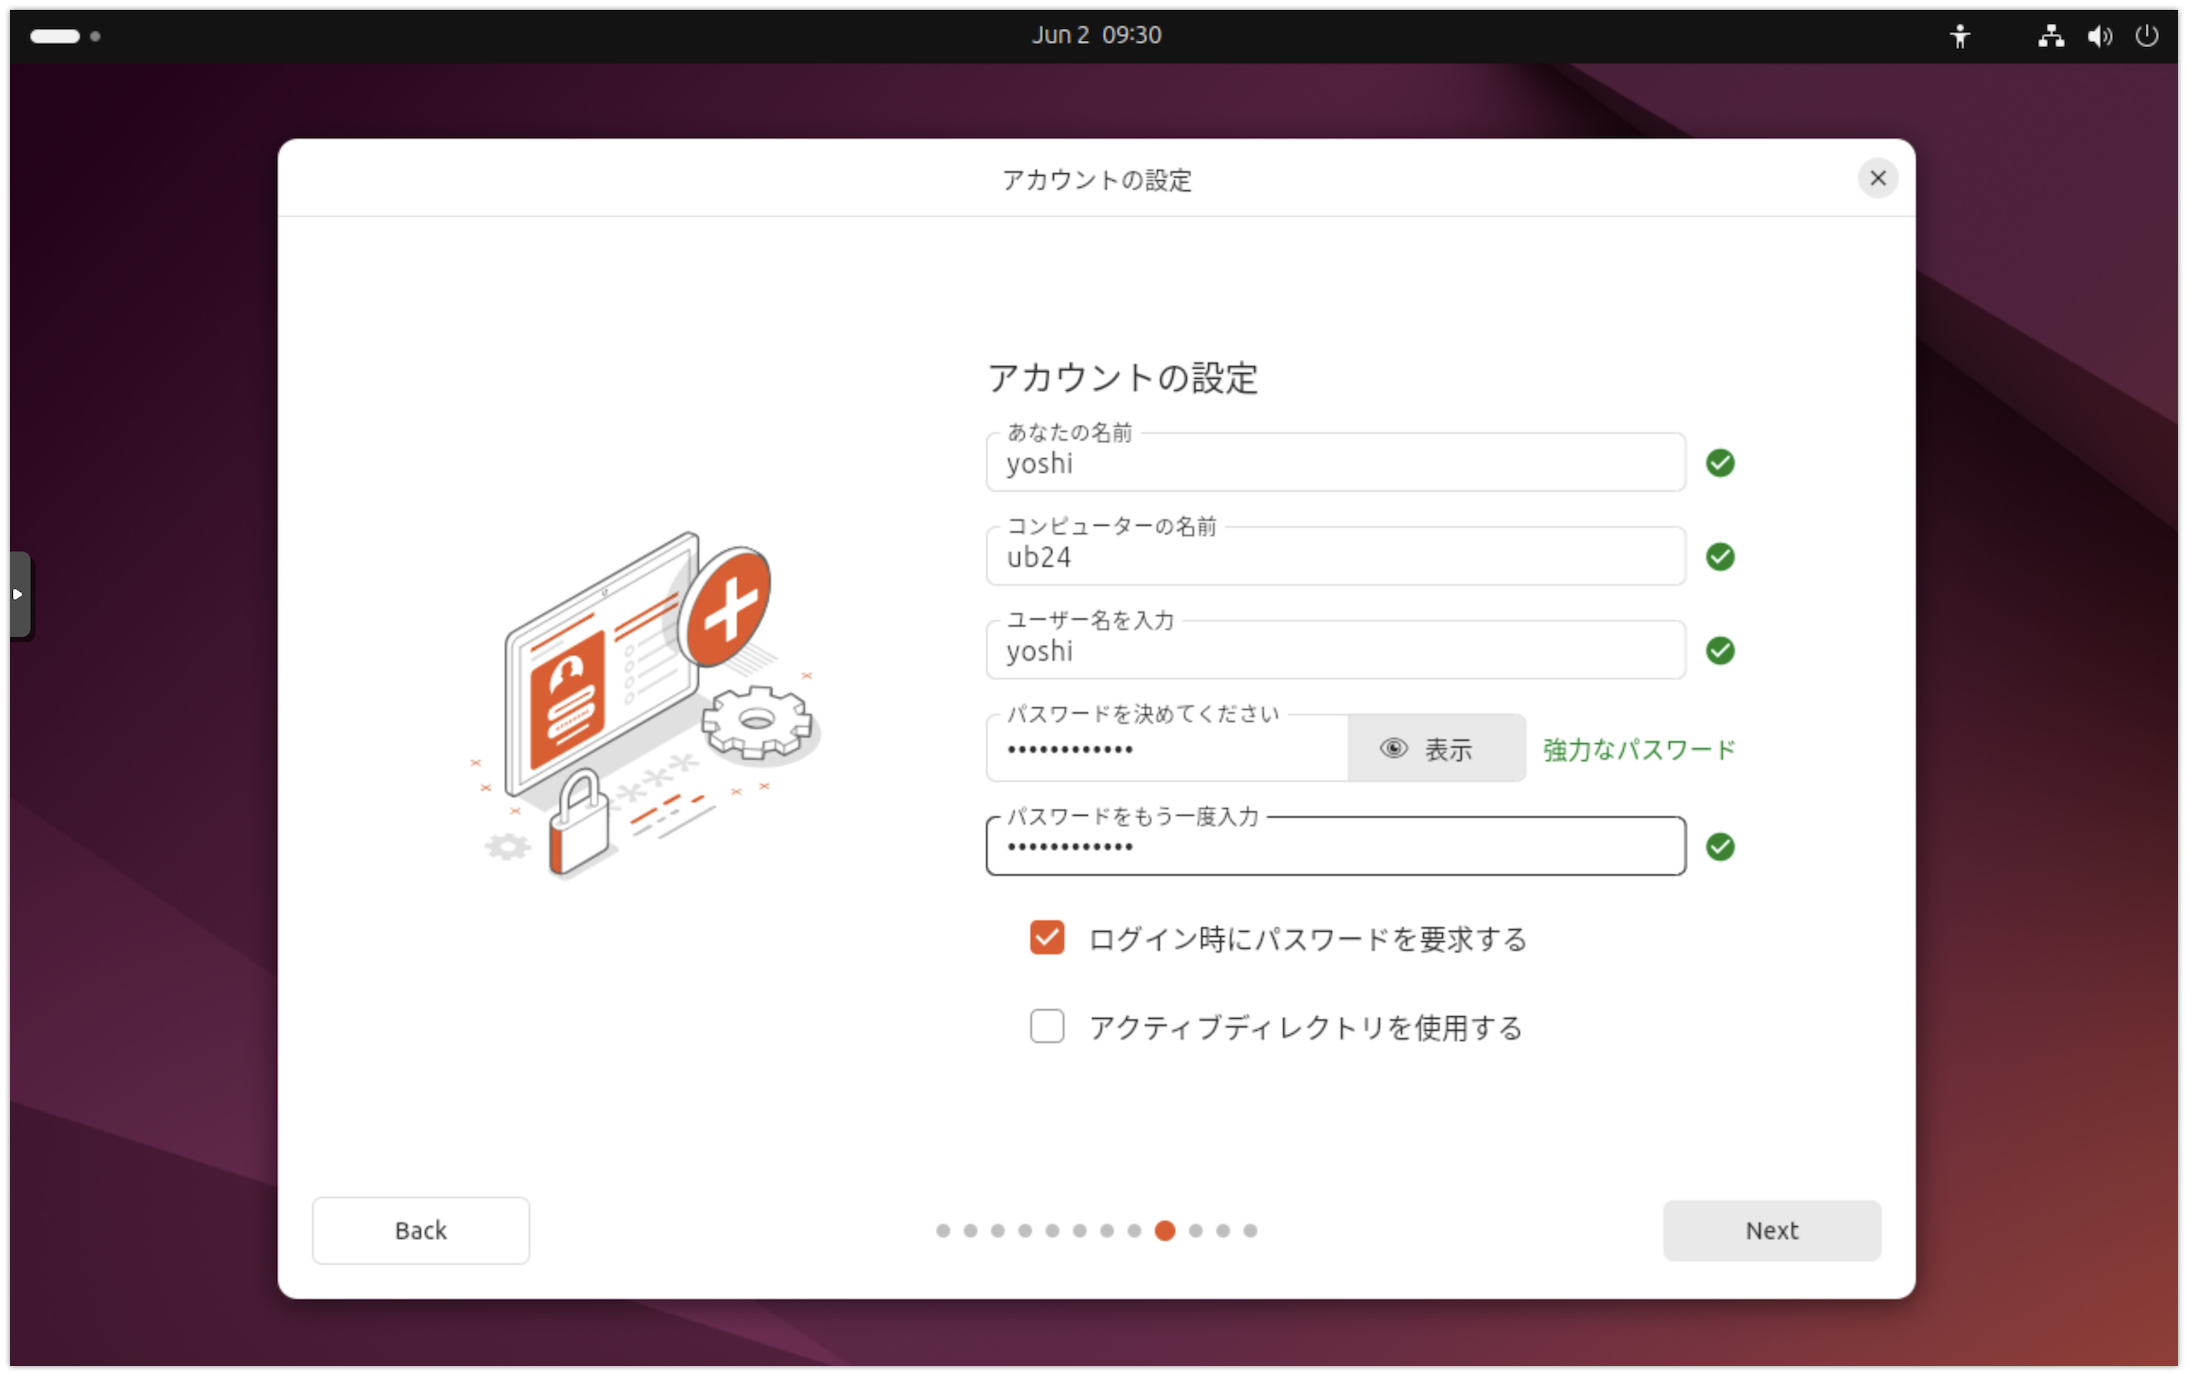 Jun 2 09:30
アカウントの設定
アカウントの設定
あなたの名前
yoshi
コンピューターの名前
ub24
ユーザー名を入力
yoshi
パスワードを決めてください
••••••••••••
表示
強力なパスワード
パスワードをもう一度入力
••••••••••••
ログイン時にパスワードを要求する
アクティブディレクトリを使用する
Back
Next